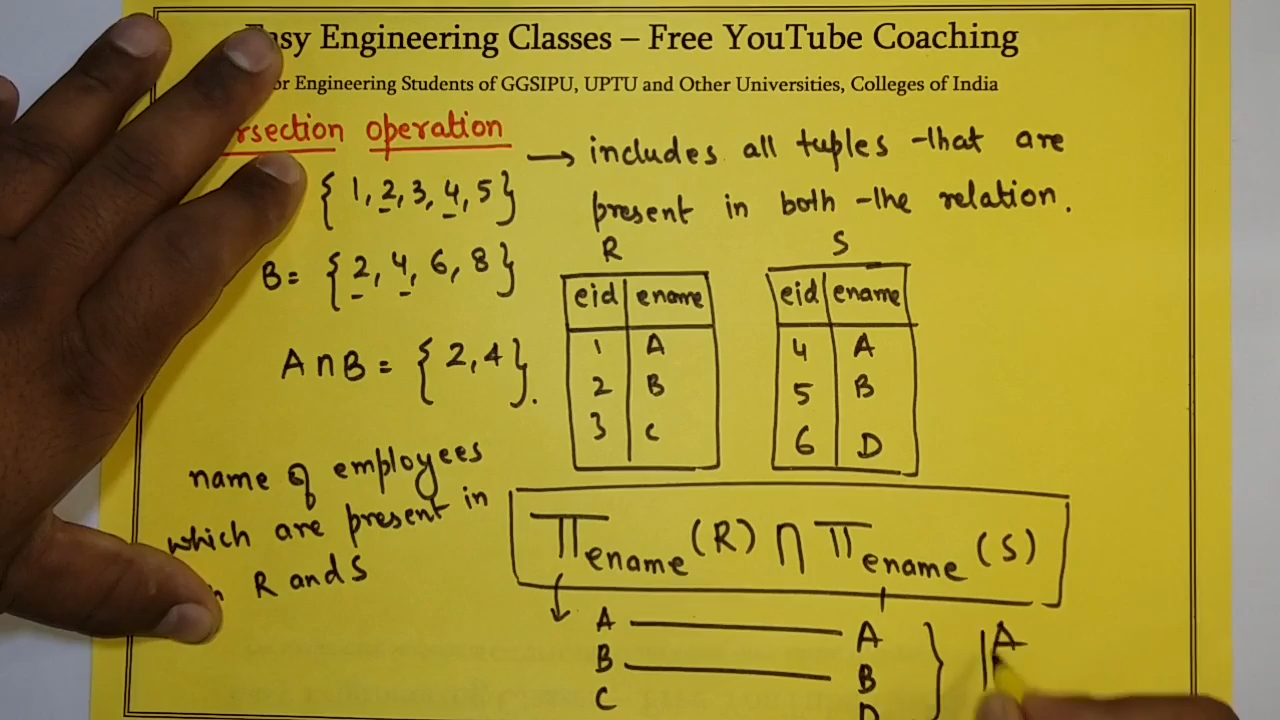 asy Engineering Classes – Free YouTube Coaching
or Engineering Students of GGSIPU, UPTU and Other Universities, Colleges of India
rsection operation
→ includes all tuples that are
present in both the relation.
{ 1, 2, 3, 4, 5 }
B = { 2, 4, 6, 8 }
A ∩ B = { 2, 4 }.
R
eid ename
1 A
2 B
3 C
S
eid ename
4 A
5 B
6 D
name of employees
which are present in
R and S
π ename (R) ∩ π ename (S)
A A
B B
C D
A